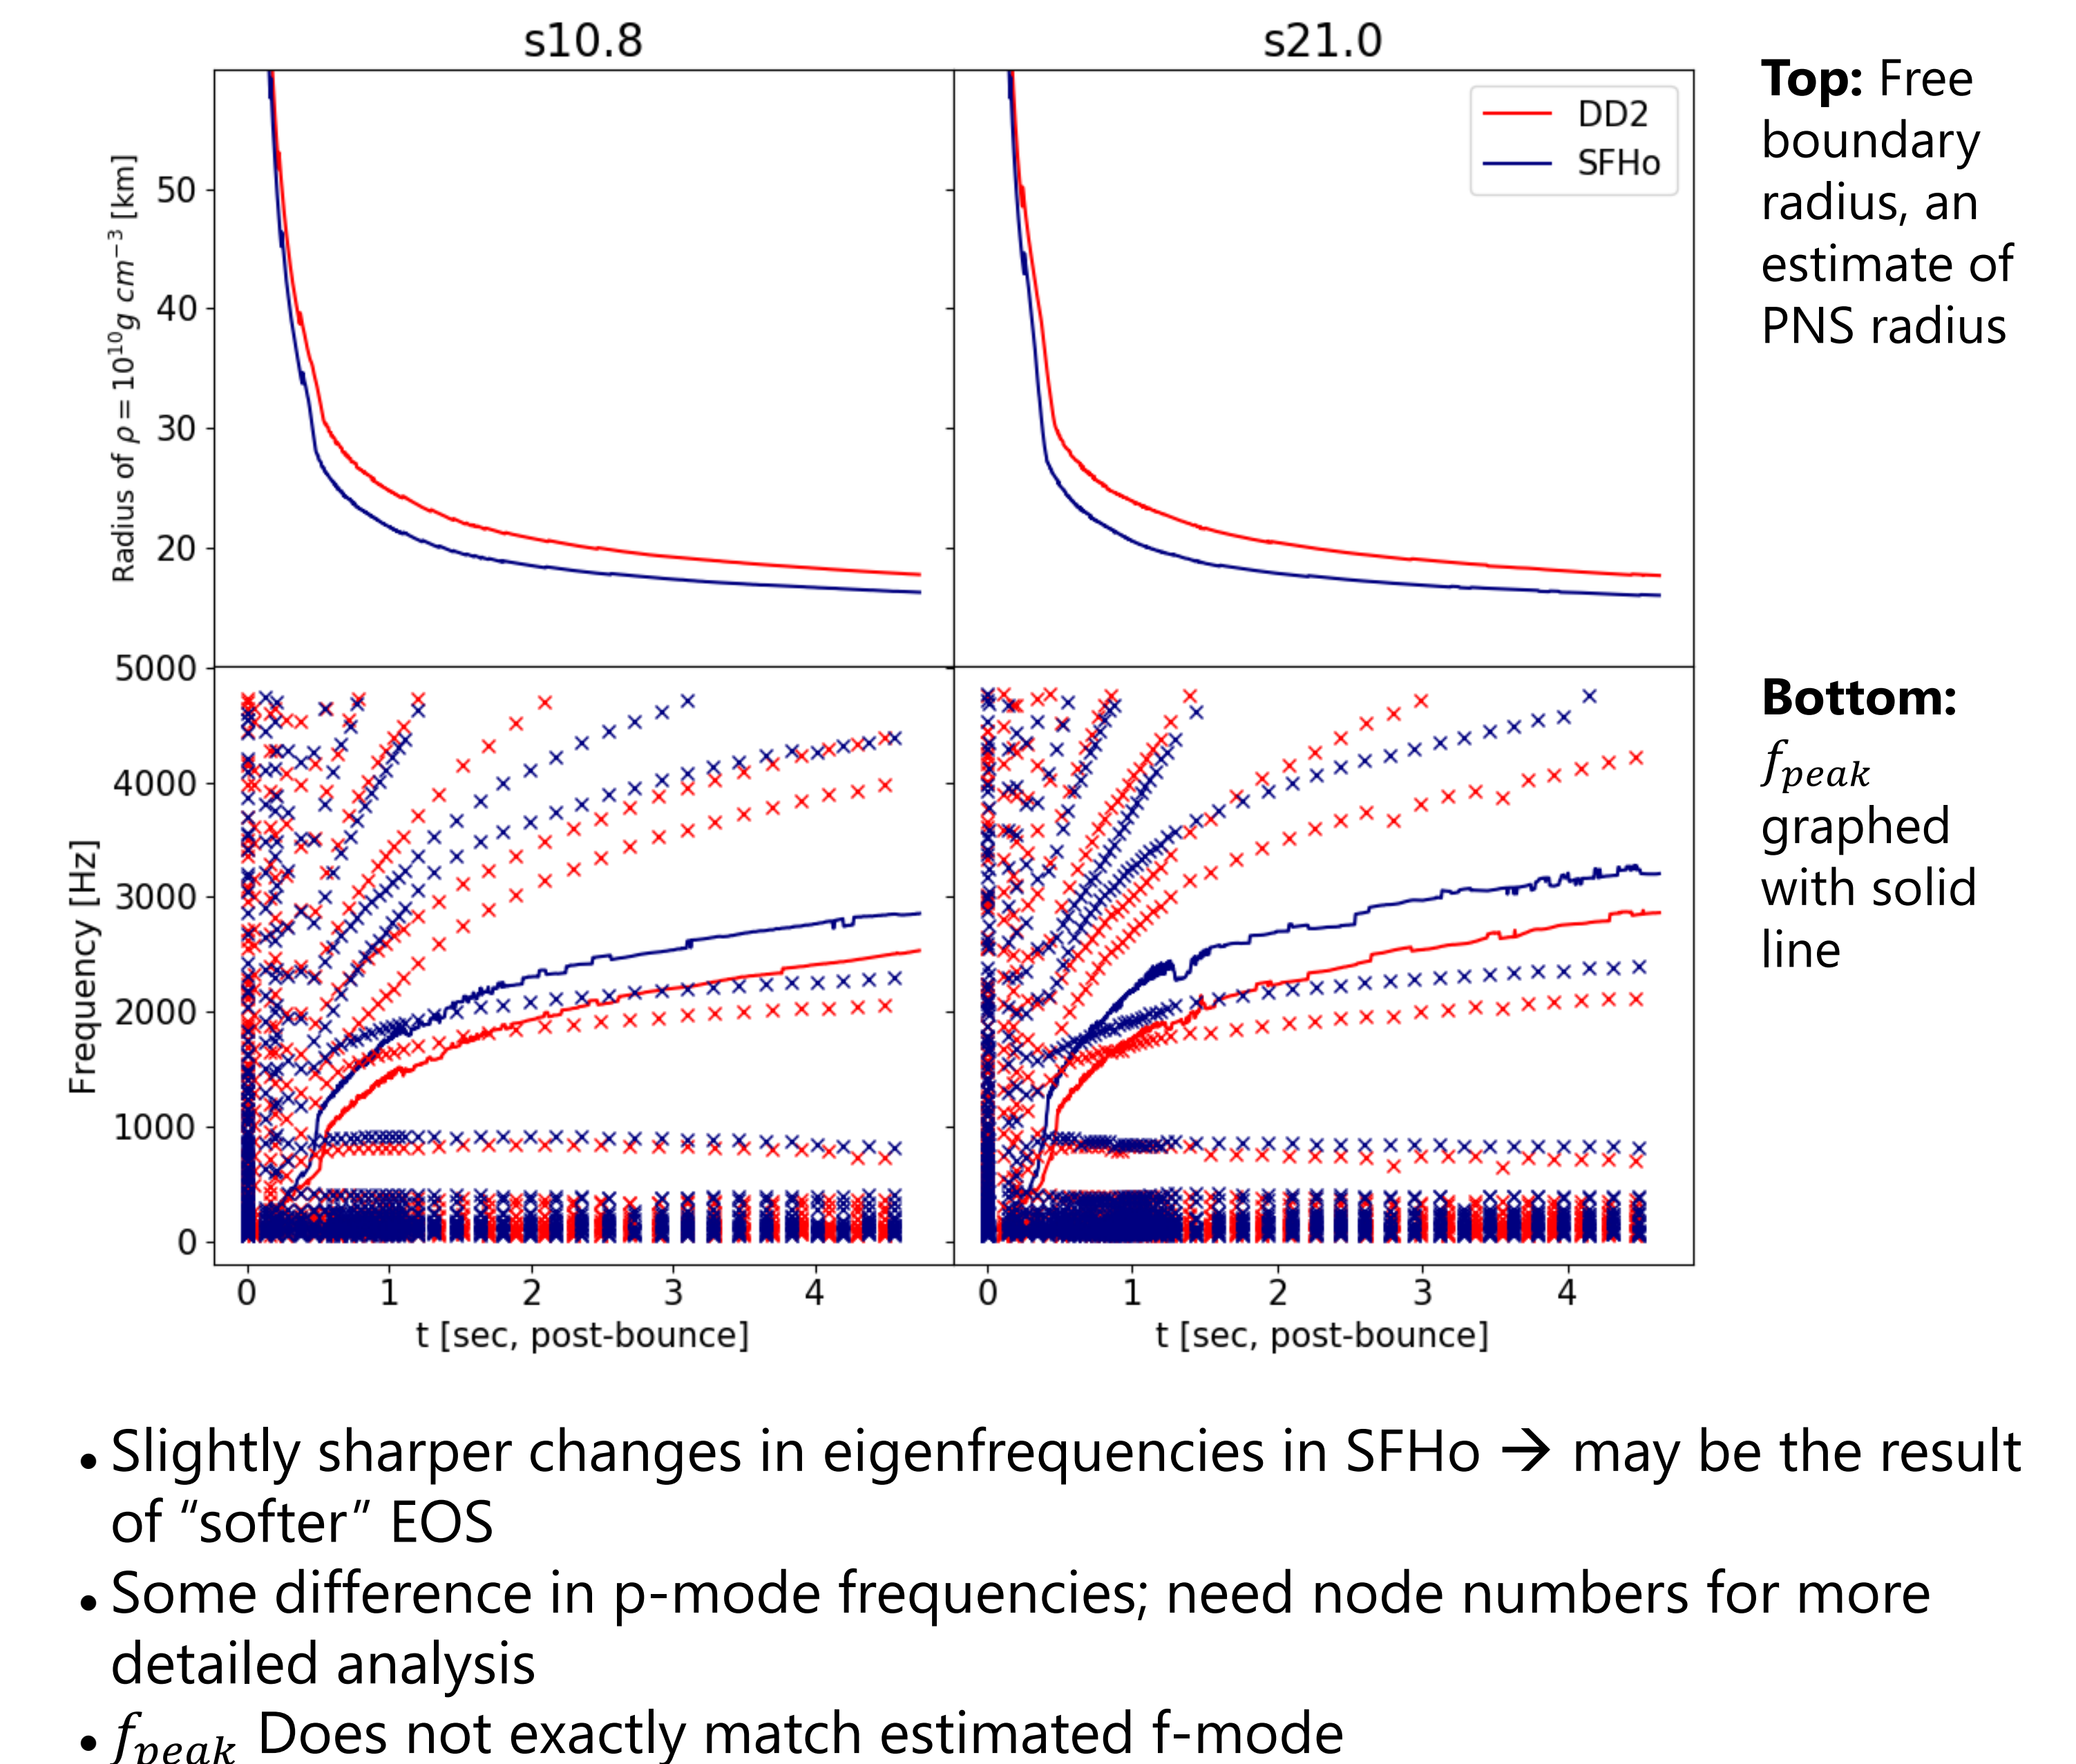 s10.8
s21.0
DD2
SFHo
Radius of ρ = 10¹⁰g cm⁻³ [km]
50
40
30
20
Top: Free
boundary
radius, an
estimate of
PNS radius
5000
4000
3000
2000
1000
0
Frequency [Hz]
0 1 2 3 4
0 1 2 3 4
t [sec, post-bounce]
t [sec, post-bounce]
Bottom:
f_peak
graphed
with solid
line
• Slightly sharper changes in eigenfrequencies in SFHo → may be the result
of “softer” EOS
• Some difference in p-mode frequencies; need node numbers for more
detailed analysis
• f_peak Does not exactly match estimated f-mode